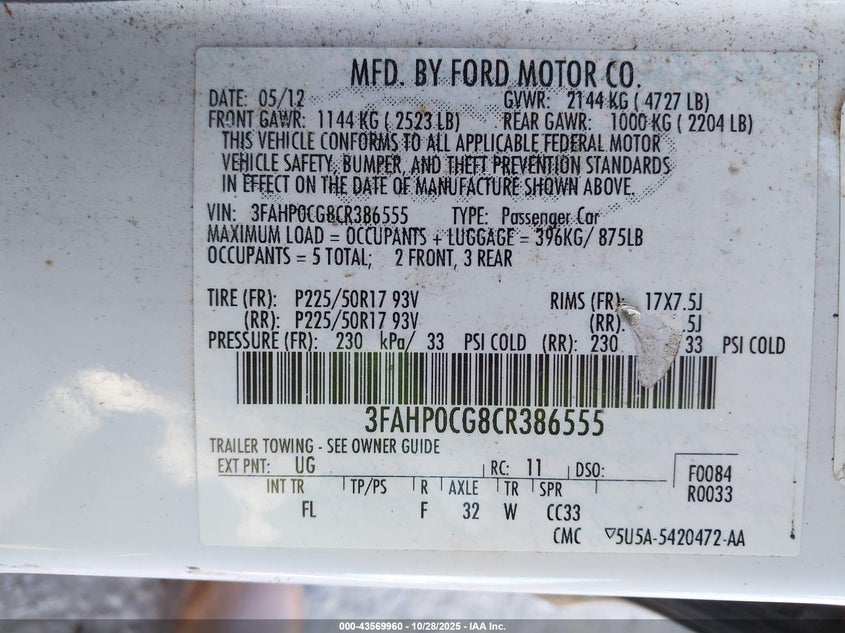 MFD. BY FORD MOTOR CO.
DATE: 05/12 GVWR: 2144 KG ( 4727 LB)
FRONT GAWR: 1144 KG ( 2523 LB) REAR GAWR: 1000 KG ( 2204 LB)
THIS VEHICLE CONFORMS TO ALL APPLICABLE FEDERAL MOTOR
VEHICLE SAFETY, BUMPER, AND THEFT PREVENTION STANDARDS
IN EFFECT ON THE DATE OF MANUFACTURE SHOWN ABOVE.
VIN: 3FAHP0CG8CR386555 TYPE: Passenger Car
MAXIMUM LOAD = OCCUPANTS + LUGGAGE = 396KG/ 875LB
OCCUPANTS = 5 TOTAL; 2 FRONT, 3 REAR
TIRE (FR): P225/50R17 93V RIMS (FR): 17X7.5J
(RR): P225/50R17 93V (RR): .5J
PRESSURE (FR): 230 kPa/ 33 PSI COLD (RR): 230 33 PSI COLD
3FAHP0CG8CR386555
TRAILER TOWING - SEE OWNER GUIDE
EXT PNT: UG RC: 11 DSO: F0084
INT TR TP/PS R AXLE TR SPR R0033
FL F 32 W CC33
CMC ▽5U5A-5420472-AA
000-43569960 - 10/28/2025 - IAA Inc.